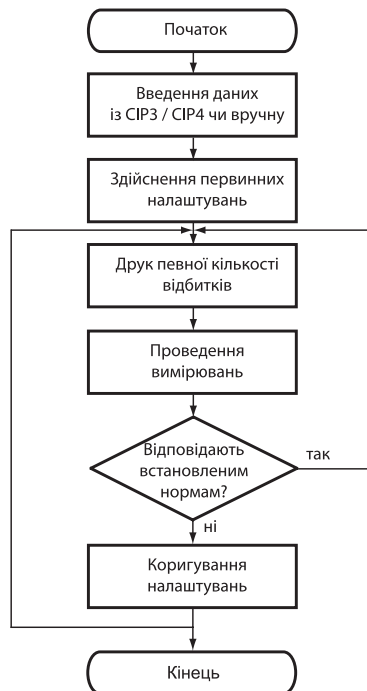 Початок
Введення даних
із CIP3 / CIP4 чи вручну
Здійснення первинних
налаштувань
Друк певної кількості
відбитків
Проведення
вимірювань
Відповідають
встановленим
нормам?
так
ні
Коригування
налаштувань
Кінець